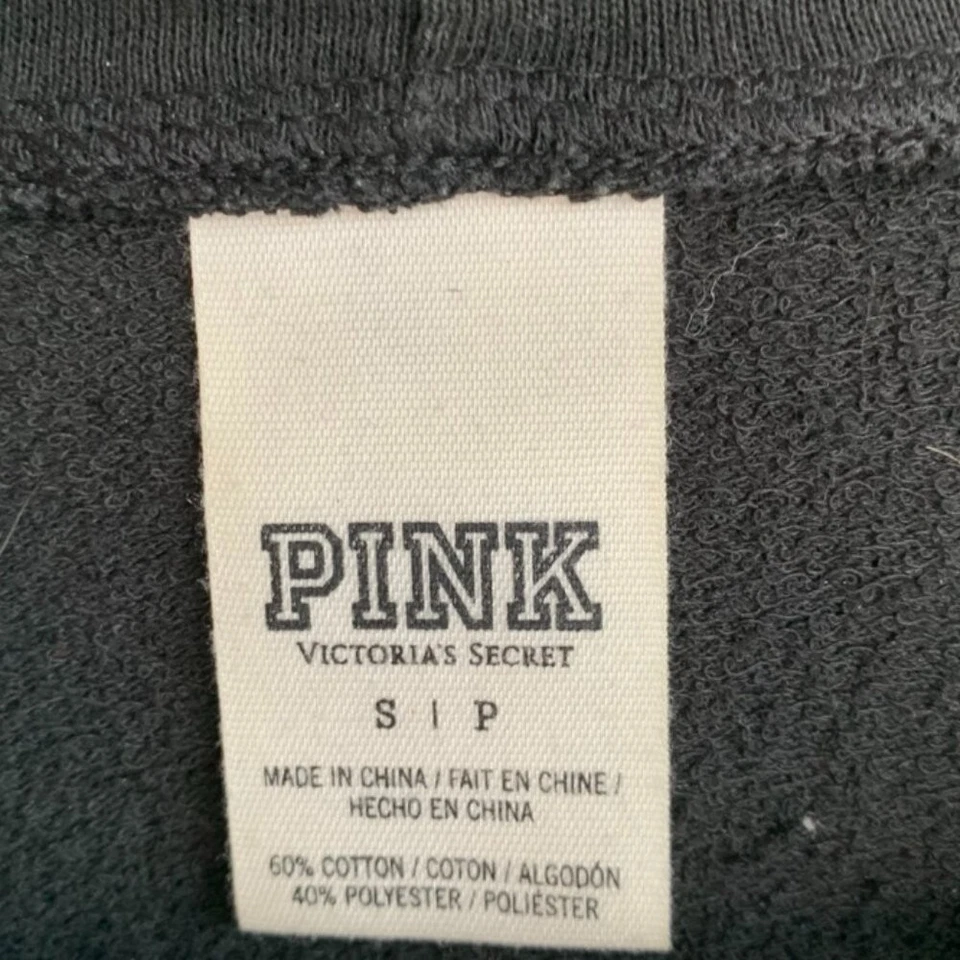 PINK
VICTORIA'S SECRET
S | P
MADE IN CHINA / FAIT EN CHINE /
HECHO EN CHINA
60% COTTON / COTON / ALGODÓN
40% POLYESTER / POLIÉSTER